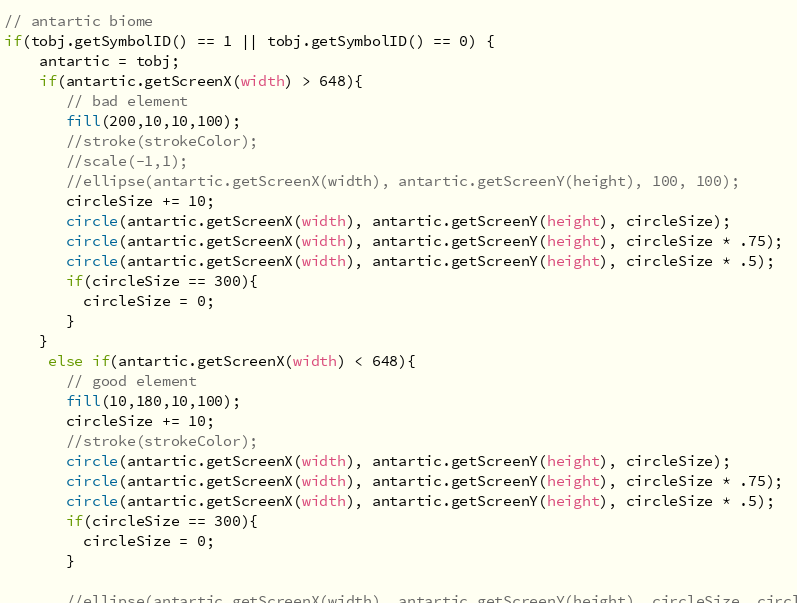 // antartic biome
if(tobj.getSymbolID() == 1 || tobj.getSymbolID() == 0) {
    antartic = tobj;
    if(antartic.getScreenX(width) > 648){
       // bad element
       fill(200,10,10,100);
       //stroke(strokeColor);
       //scale(-1,1);
       //ellipse(antartic.getScreenX(width), antartic.getScreenY(height), 100, 100);
       circleSize += 10;
       circle(antartic.getScreenX(width), antartic.getScreenY(height), circleSize);
       circle(antartic.getScreenX(width), antartic.getScreenY(height), circleSize * .75);
       circle(antartic.getScreenX(width), antartic.getScreenY(height), circleSize * .5);
       if(circleSize == 300){
         circleSize = 0;
       }
    }
     else if(antartic.getScreenX(width) < 648){
       // good element
       fill(10,180,10,100);
       circleSize += 10;
       //stroke(strokeColor);
       circle(antartic.getScreenX(width), antartic.getScreenY(height), circleSize);
       circle(antartic.getScreenX(width), antartic.getScreenY(height), circleSize * .75);
       circle(antartic.getScreenX(width), antartic.getScreenY(height), circleSize * .5);
       if(circleSize == 300){
         circleSize = 0;
       }
       //ellipse(antartic.getScreenX(width), antartic.getScreenY(height), circleSize,